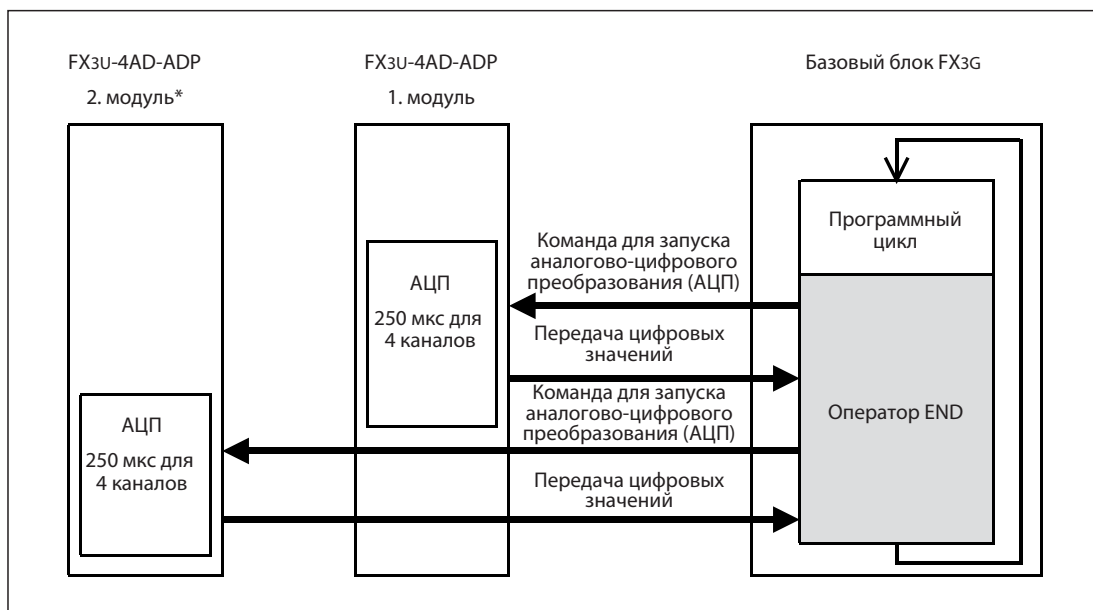 FX3U-4AD-ADP
2. модуль*
FX3U-4AD-ADP
1. модуль
Базовый блок FX3G
Программный
цикл
Команда для запуска
аналогово-цифрового
преобразования (АЦП)
АЦП
250 мкс для
4 каналов
Передача цифровых
значений
Команда для запуска
аналогово-цифрового
преобразования (АЦП)
Оператор END
АЦП
250 мкс для
4 каналов
Передача цифровых
значений